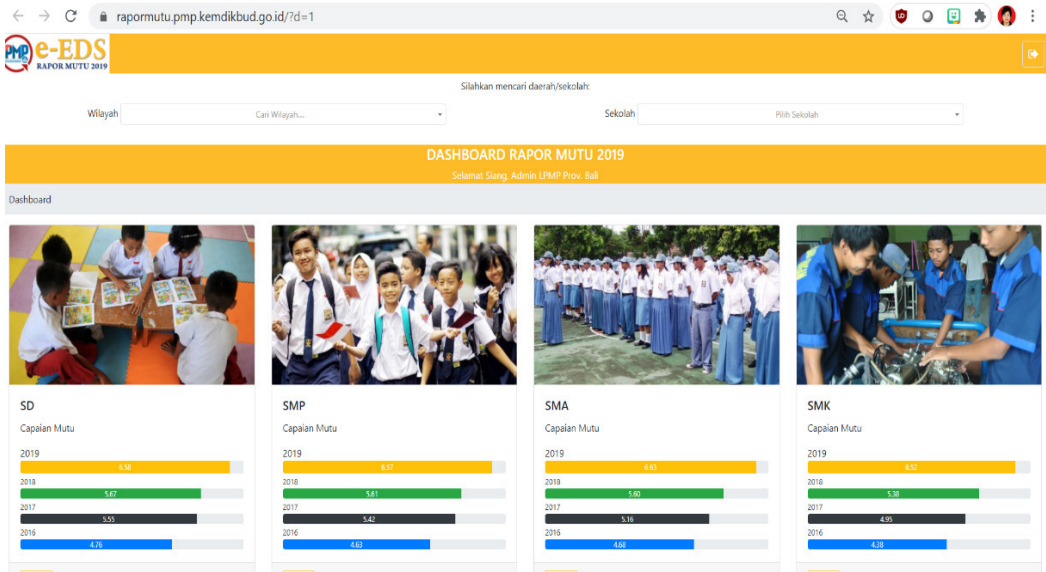 rapormutu.pmp.kemdikbud.go.id/?d=1
PMP e-EDS
RAPOR MUTU 2019
Silahkan mencari daerah/sekolah:
Wilayah Cari Wilayah.... Sekolah Pilih Sekolah
DASHBOARD RAPOR MUTU 2019
Selamat Siang, Admin LPMP Prov. Bali
Dashboard
SD
Capaian Mutu
2019
6.58
2018
5.67
2017
5.55
2016
4.76
SMP
Capaian Mutu
2019
6.57
2018
5.61
2017
5.42
2016
4.63
SMA
Capaian Mutu
2019
6.63
2018
5.60
2017
5.16
2016
4.68
SMK
Capaian Mutu
2019
6.52
2018
5.38
2017
4.95
2016
4.38